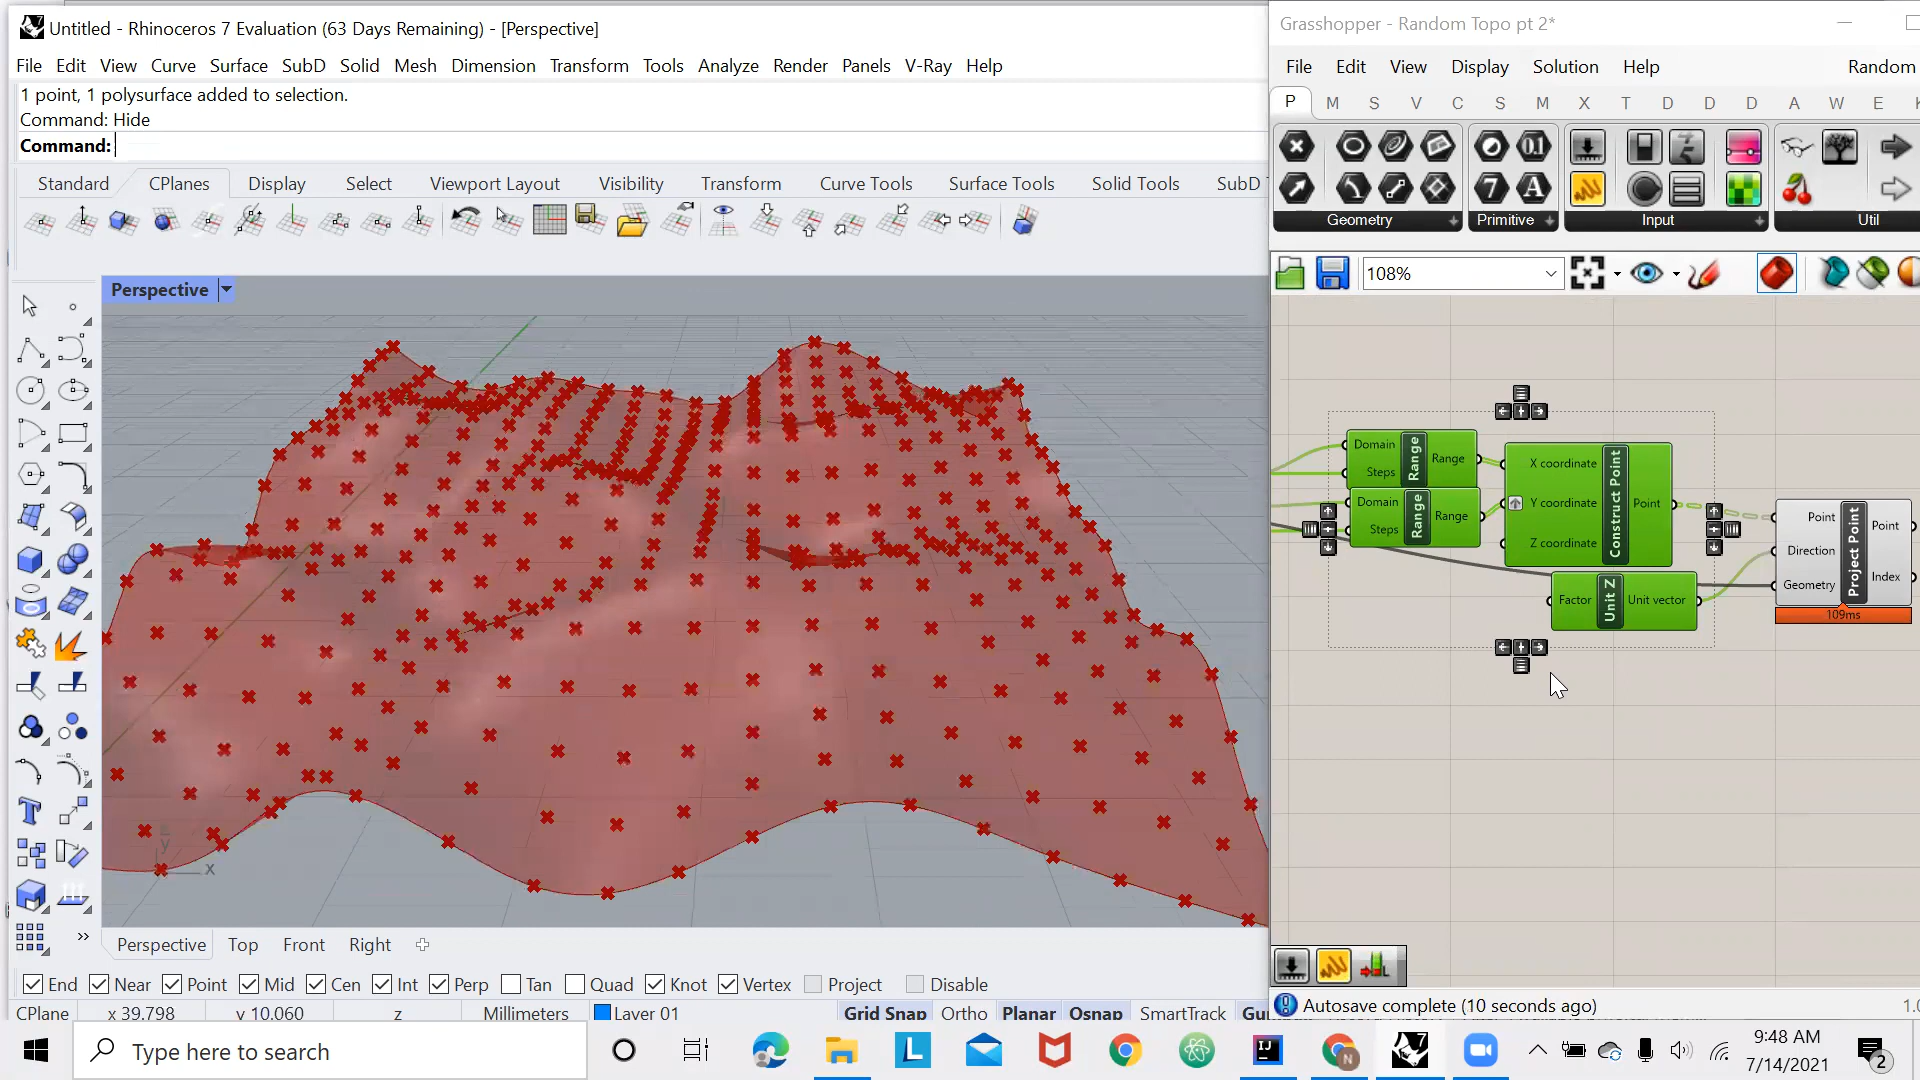 Untitled - Rhinoceros 7 Evaluation (63 Days Remaining) - [Perspective]
File Edit View Curve Surface SubD Solid Mesh Dimension Transform Tools Analyze Render Panels V-Ray Help
1 point, 1 polysurface added to selection.
Command: Hide
Command:
Standard CPlanes Display Select Viewport Layout Visibility Transform Curve Tools Surface Tools Solid Tools SubD
Perspective
y
x
Perspective Top Front Right
End Near Point Mid Cen Int Perp Tan Quad Knot Vertex Project Disable
CPlane x 39.798 y 10.060 z Millimeters Layer 01 Grid Snap Ortho Planar Osnap SmartTrack
Grasshopper - Random Topo pt 2*
File Edit View Display Solution Help Random
P M S V C S M X T D D D A W E
Geometry Primitive Input Util
108%
Domain
Steps
Range
Range
Domain
Steps
Range
Range
X coordinate
Y coordinate
Z coordinate
Construct Point
Point
Factor
Unit Z
Unit vector
Point
Direction
Geometry
Project Point
Point
Index
109ms
Autosave complete (10 seconds ago)
1.0
Type here to search
9:48 AM
7/14/2021
2